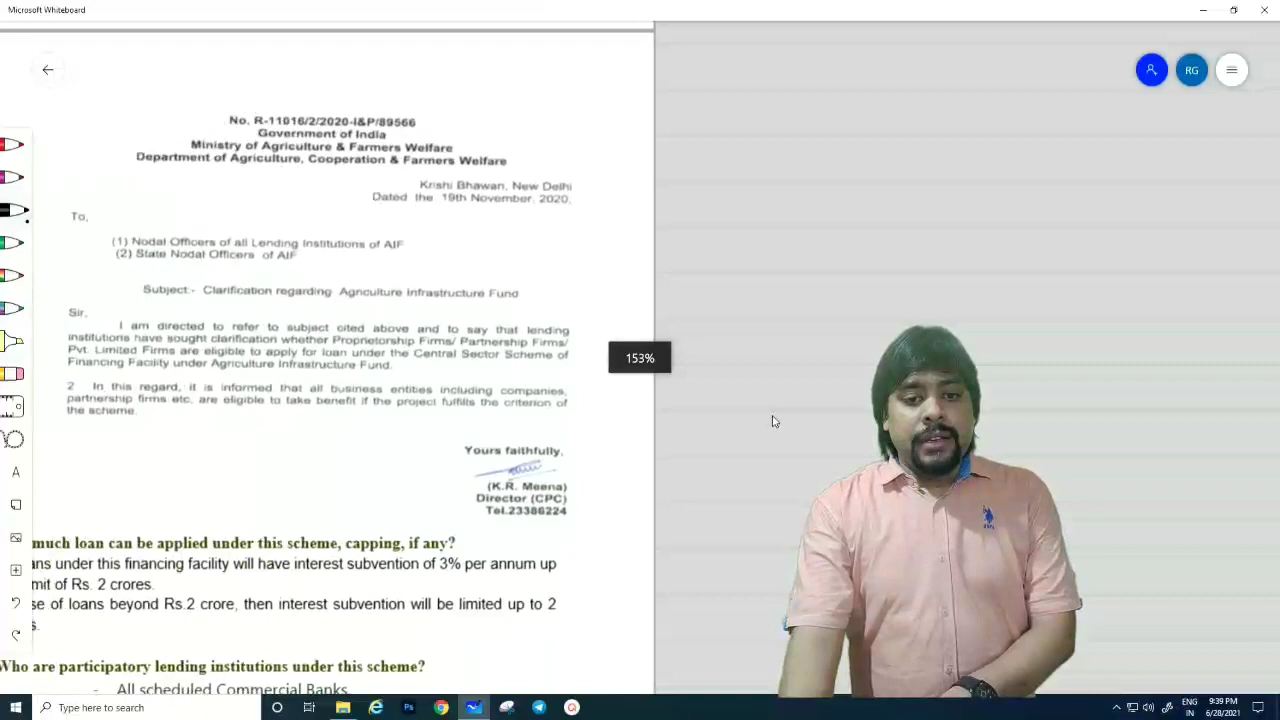 Microsoft Whiteboard
RG
No. R-11016/2/2020-I&P/89566
Government of India
Ministry of Agriculture & Farmers Welfare
Department of Agriculture, Cooperation & Farmers Welfare
Krishi Bhawan, New Delhi
Dated the 19th November, 2020.
To,
(1) Nodal Officers of all Lending Institutions of AIF
(2) State Nodal Officers of AIF
Subject:- Clarification regarding Agriculture Infrastructure Fund
Sir,
I am directed to refer to subject cited above and to say that lending
institutions have sought clarification whether Proprietorship Firms/ Partnership Firms/
Pvt. Limited Firms are eligible to apply for loan under the Central Sector Scheme of
Financing Facility under Agriculture Infrastructure Fund.
2 In this regard, it is informed that all business entities including companies,
partnership firms etc. are eligible to take benefit if the project fulfills the criterion of
the scheme.
153%
Yours faithfully,
(K.R. Meena)
Director (CPC)
Tel.23386224
much loan can be applied under this scheme, capping, if any?
ans under this financing facility will have interest subvention of 3% per annum up
mit of Rs. 2 crores.
se of loans beyond Rs.2 crore, then interest subvention will be limited up to 2
s.
Who are participatory lending institutions under this scheme?
- All scheduled Commercial Banks
Type here to search
ENG
IN
9:39 PM
6/28/2021